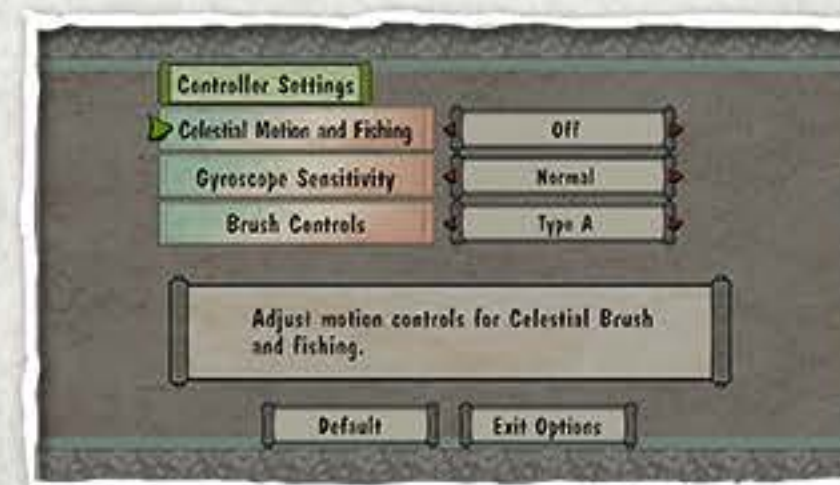 Controller Settings
Celestial Motion and Fishing
Off
Gyroscope Sensitivity
Normal
Brush Controls
Type A
Adjust motion controls for Celestial Brush
and fishing.
Default
Exit Options